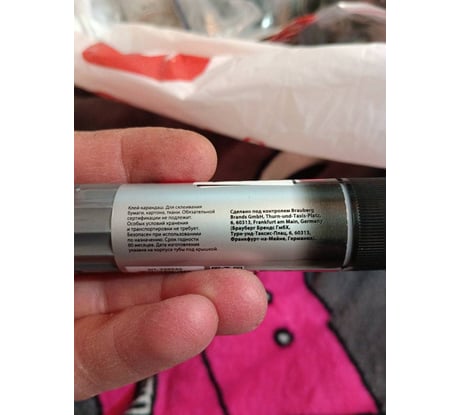 Клей-карандаш. Для склеивания
бумаги, картона, ткани. Обязательной
сертификации не подлежит.
Особых условий хранения
и транспортировки не требует.
Безопасен при использовании
по назначению. Срок годности
60 месяцев. Дата изготовления
указана на корпусе тубы под крышкой.
Сделано под контролем Brauberg
Brands GmbH, Thurn-und-Taxis-Platz,
6, 60313, Frankfurt am Main, Germany
(Брауберг Брендс ГмбХ,
Турн-унд-Таксис-Плац, 6, 60313,
Франкфурт-на-Майне, Германия).